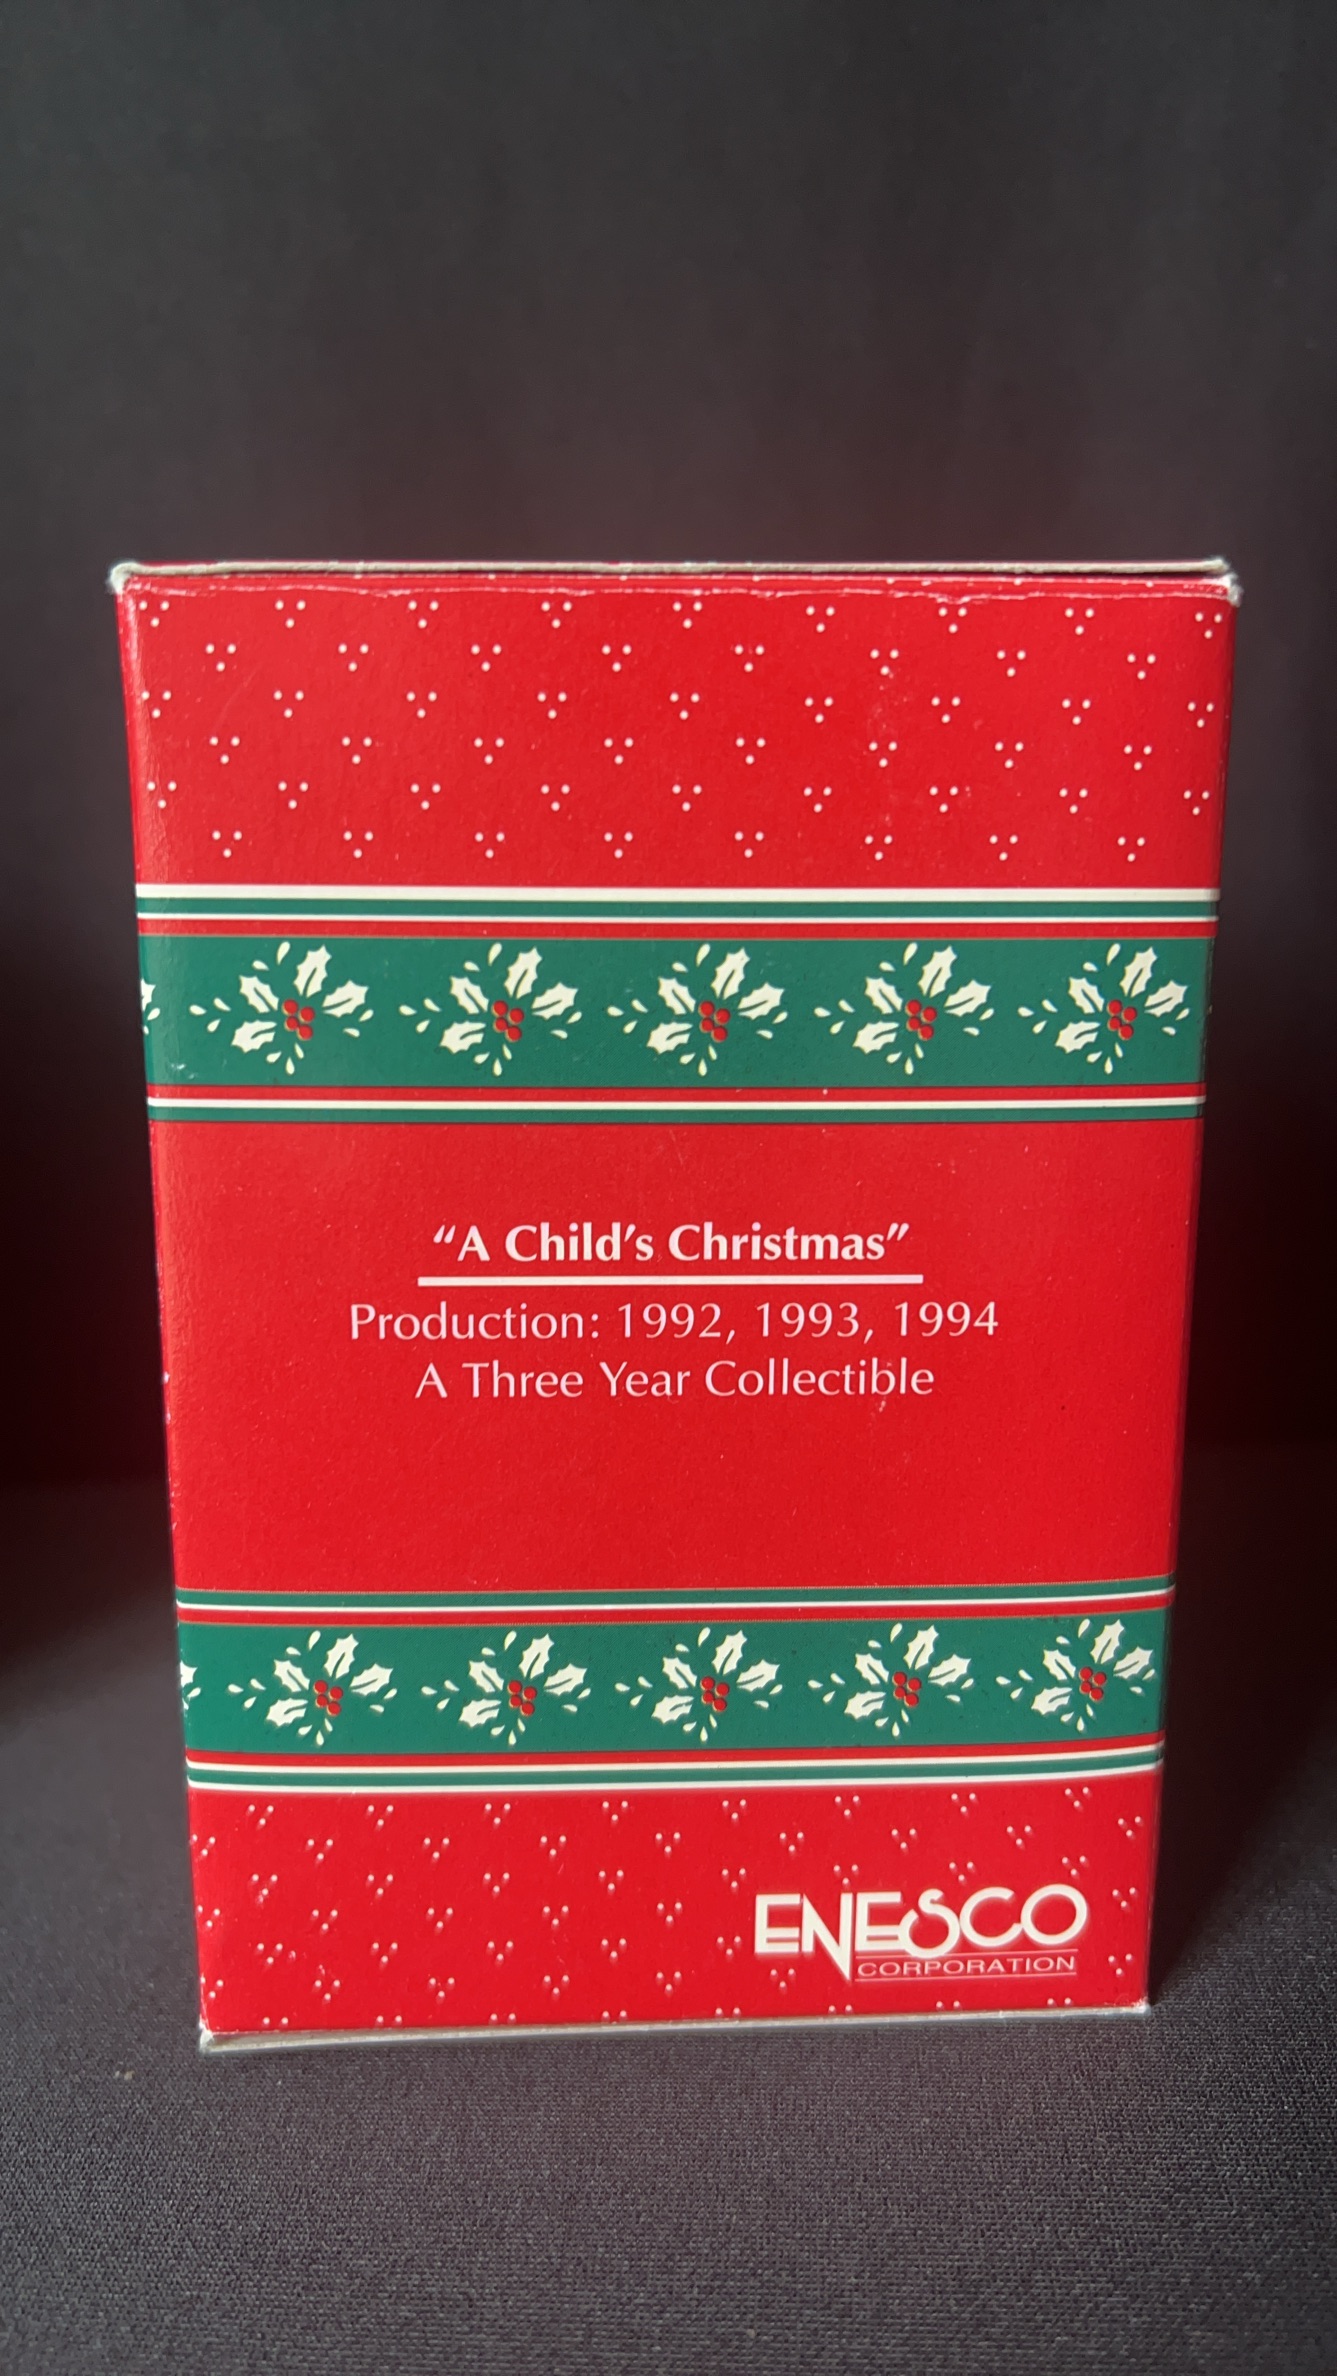 “A Child’s Christmas”
Production: 1992, 1993, 1994
A Three Year Collectible
ENESCO
CORPORATION